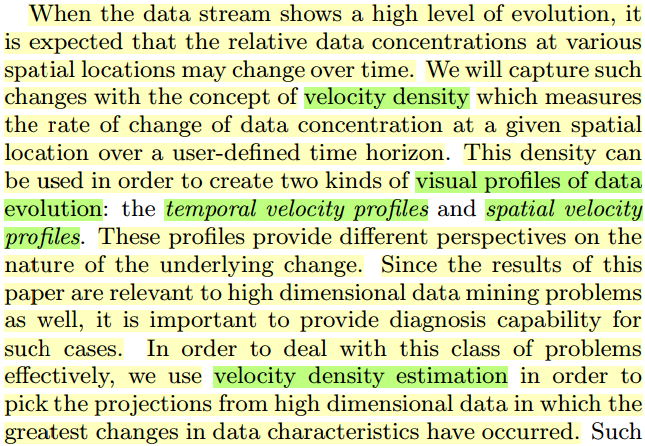 When the data stream shows a high level of evolution, it
is expected that the relative data concentrations at various
spatial locations may change over time. We will capture such
changes with the concept of velocity density which measures
the rate of change of data concentration at a given spatial
location over a user-defined time horizon. This density can
be used in order to create two kinds of visual profiles of data
evolution: the temporal velocity profiles and spatial velocity
profiles. These profiles provide different perspectives on the
nature of the underlying change. Since the results of this
paper are relevant to high dimensional data mining problems
as well, it is important to provide diagnosis capability for
such cases. In order to deal with this class of problems
effectively, we use velocity density estimation in order to
pick the projections from high dimensional data in which the
greatest changes in data characteristics have occurred. Such